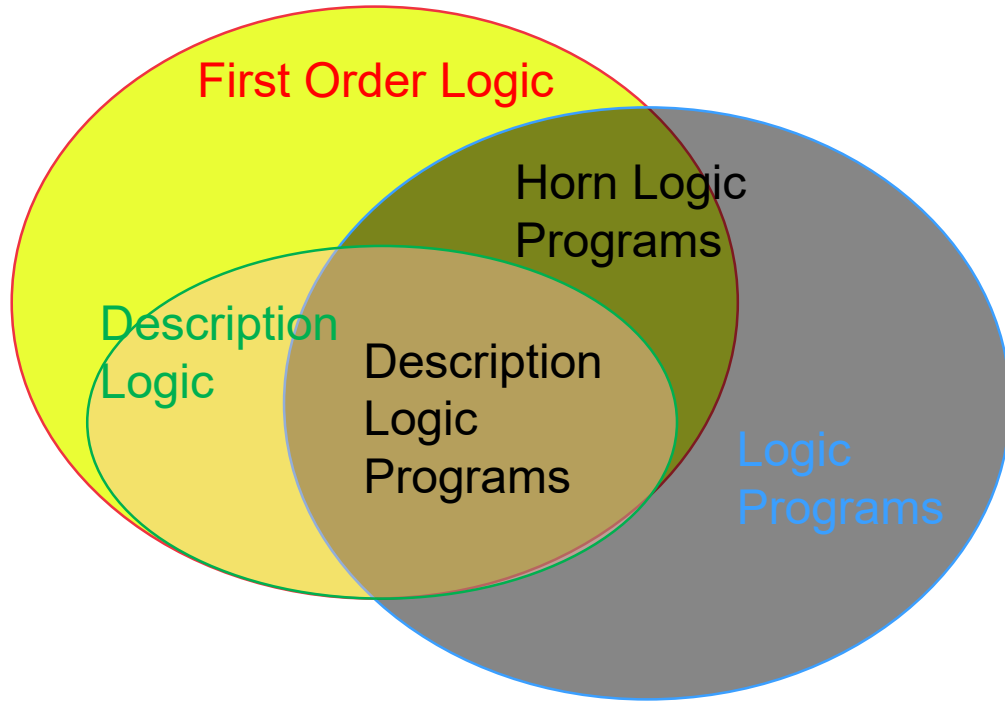 First Order Logic
Horn Logic
Programs
Description
Logic
Description
Logic
Programs
Logic
Programs